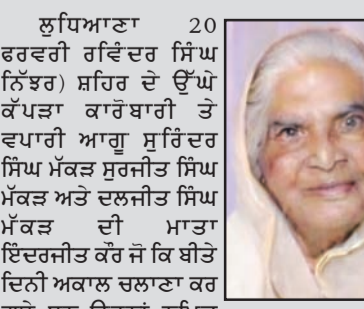 ਲੁਧਿਆਣਾ 20
ਫਰਵਰੀ ਰਵਿੰਦਰ ਸਿੰਘ
ਨਿੱਝਰ) ਸ਼ਹਿਰ ਦੇ ਉੱਘੇ
ਕੱਪੜਾ ਕਾਰੋਬਾਰੀ ਤੇ
ਵਪਾਰੀ ਆਗੂ ਸੁਰਿੰਦਰ
ਸਿੰਘ ਮੱਕੜ ਸੁਰਜੀਤ ਸਿੰਘ
ਮੱਕੜ ਅਤੇ ਦਲਜੀਤ ਸਿੰਘ
ਮੱਕੜ ਦੀ ਮਾਤਾ
ਇੰਦਰਜੀਤ ਕੌਰ ਜੋ ਕਿ ਬੀਤੇ
ਦਿਨੀ ਅਕਾਲ ਚਲਾਣਾ ਕਰ